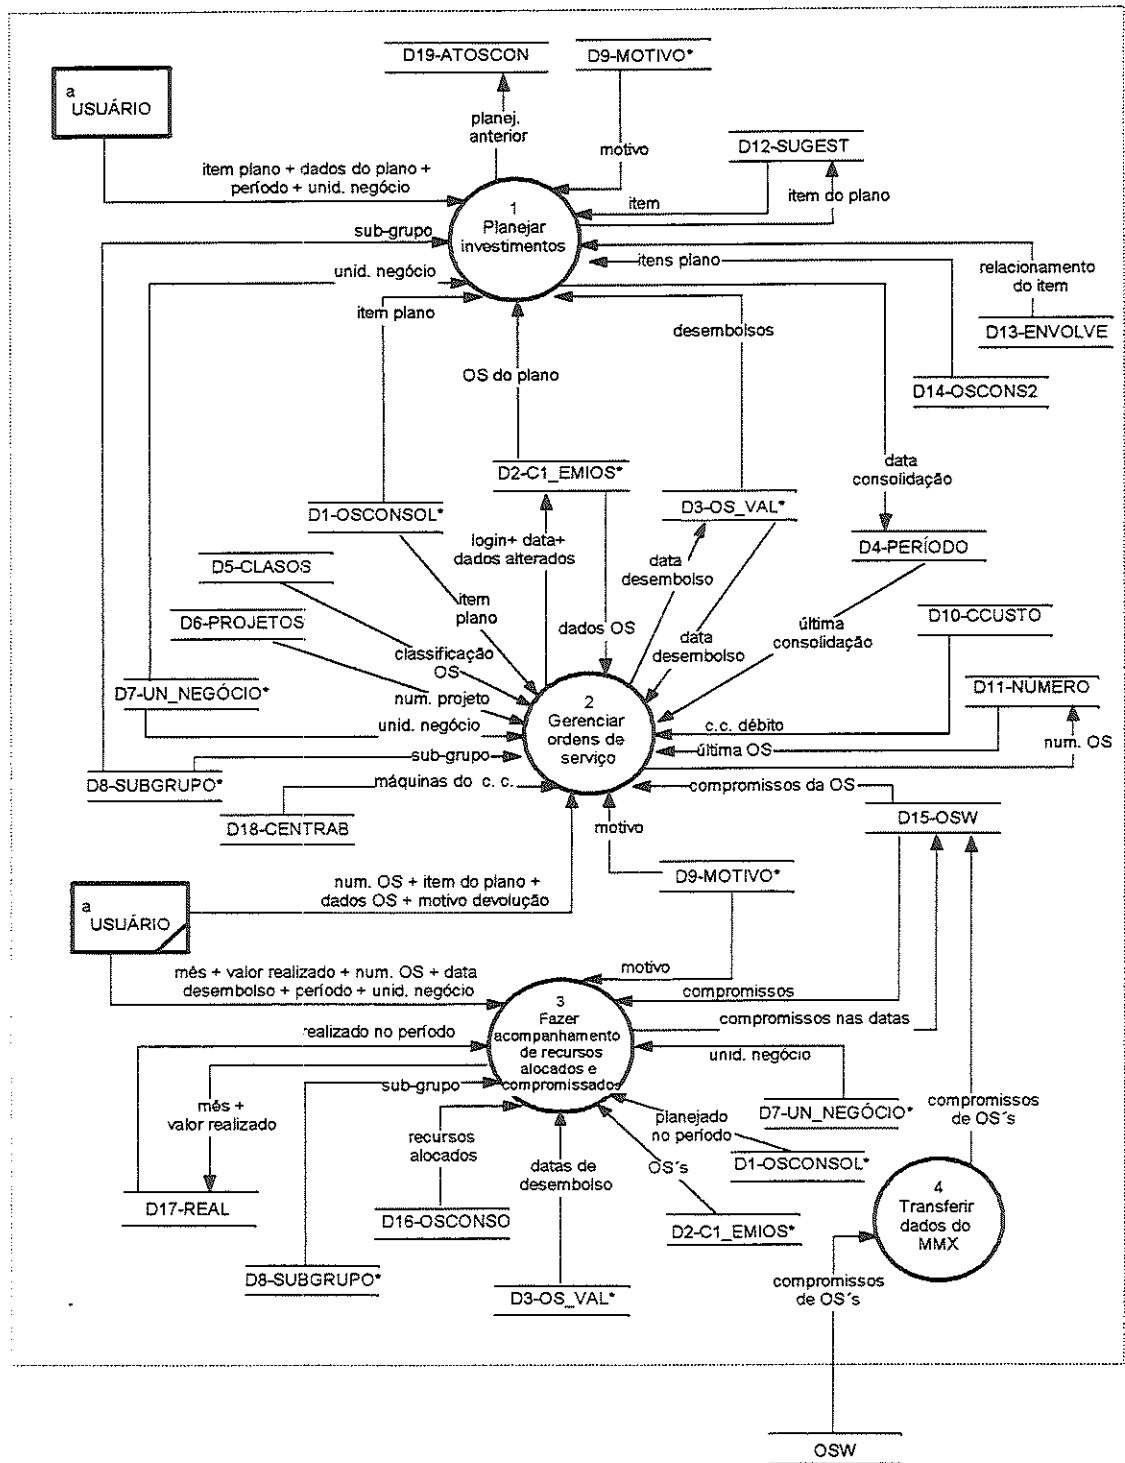 D19-ATOSCON
D9-MOTIVO*
a
USUÁRIO
planej.
anterior
motivo
D12-SUGEST
item plano + dados do plano +
período + unid. negócio
item
item do plano
1
Planejar
investimentos
sub-grupo
unid. negócio
item plano
itens plano
relacionamento
do item
D13-ENVOLVE
desembolsos
OS do plano
D14-OSCONS2
D2-C1_EMIOS*
data
consolidação
D1-OSCONSOL*
D3-OS_VAL*
login+ data+
dados alterados
D4-PERÍODO
D5-CLASOS
data
desembolso
item
plano
D6-PROJETOS
dados OS
última
consolidação
D10-CCUSTO
classificação
OS
data
desembolso
D7-UN_NEGÓCIO*
num. projeto
D11-NUMERO
unid. negócio
2
Gerenciar
ordens de
serviço
c.c. débito
última OS
num. OS
sub-grupo
D8-SUBGRUPO*
máquinas do c. c.
compromissos da OS
D18-CENTRAB
motivo
D15-OSW
D9-MOTIVO*
num. OS + item do plano +
dados OS + motivo devolução
a
USUÁRIO
motivo
mês + valor realizado + num. OS + data
desembolso + período + unid. negócio
compromissos
3
Fazer
acompanhamento
de recursos
alocados e
compromissados
compromissos nas datas
realizado no período
unid. negócio
sub-grupo
mês +
valor realizado
D7-UN_NEGÓCIO*
compromissos
de OS´s
planejado
no período
recursos
alocados
datas de
desembolso
OS´s
D1-OSCONSOL*
D17-REAL
D16-OSCONSO
D2-C1_EMIOS*
4
Transferir
dados do
MMX
D8-SUBGRUPO*
D3-OS_VAL*
compromissos
de OS´s
OSW